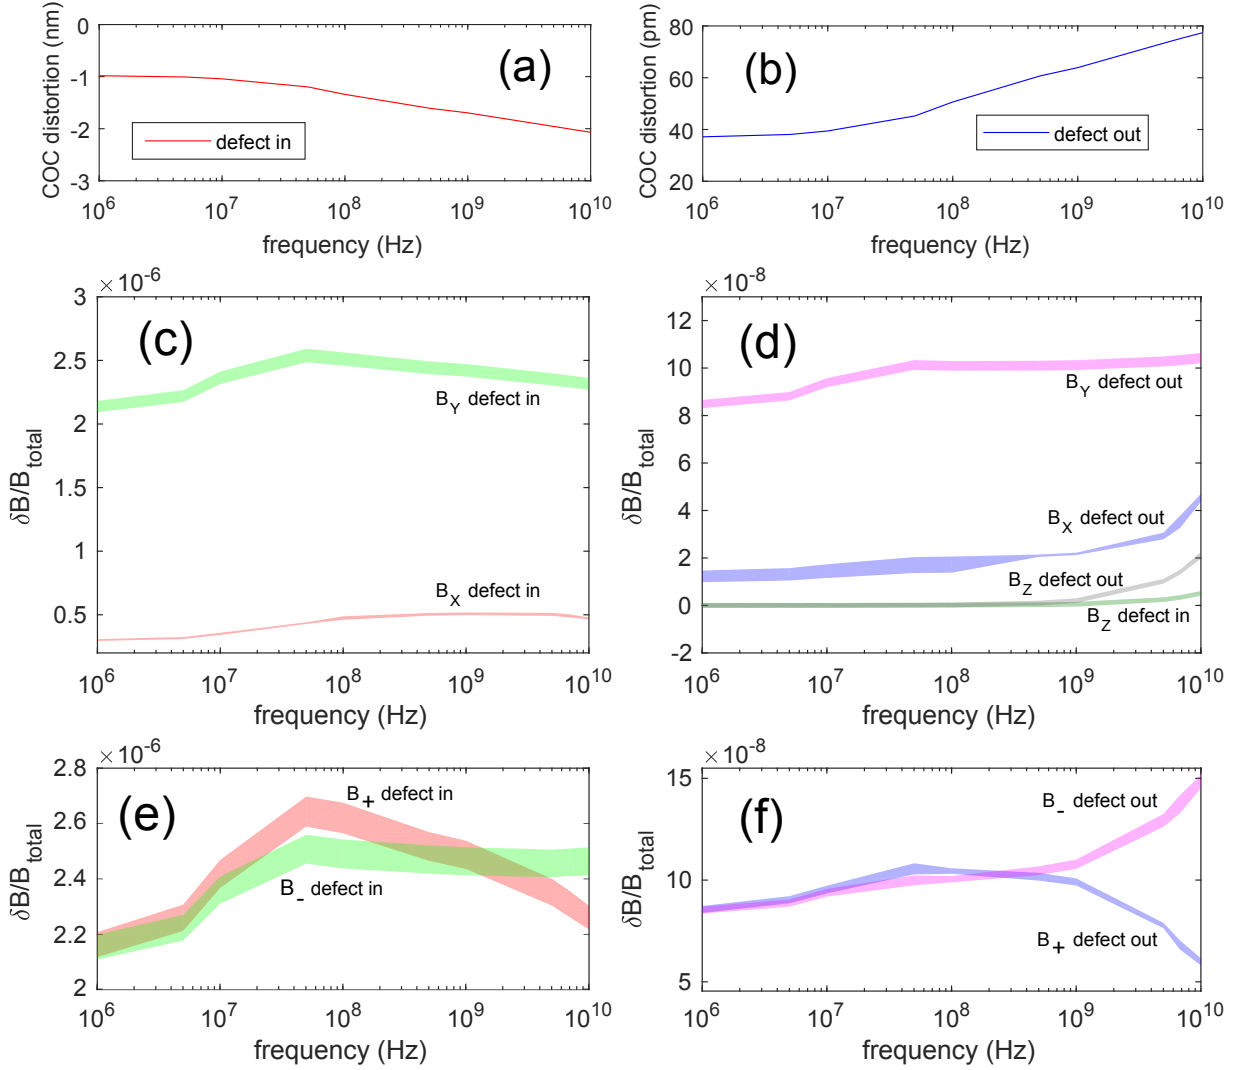 0
-1
-2
-3
COC distortion (nm)
(a)
defect in
10^6
10^7
10^8
10^9
10^10
frequency (Hz)
80
60
40
20
COC distortion (pm)
(b)
defect out
10^6
10^7
10^8
10^9
10^10
frequency (Hz)
×10^-6
3
2.5
2
1.5
1
0.5
δB/B_total
(c)
B_Y defect in
B_X defect in
10^6
10^7
10^8
10^9
10^10
frequency (Hz)
×10^-8
12
10
8
6
4
2
0
-2
δB/B_total
(d)
B_Y defect out
B_X defect out
B_Z defect out
B_Z defect in
10^6
10^7
10^8
10^9
10^10
frequency (Hz)
×10^-6
2.8
2.6
2.4
2.2
2
δB/B_total
(e)
B_+ defect in
B_- defect in
10^6
10^7
10^8
10^9
10^10
frequency (Hz)
×10^-8
15
10
5
δB/B_total
(f)
B_- defect out
B_+ defect out
10^6
10^7
10^8
10^9
10^10
frequency (Hz)